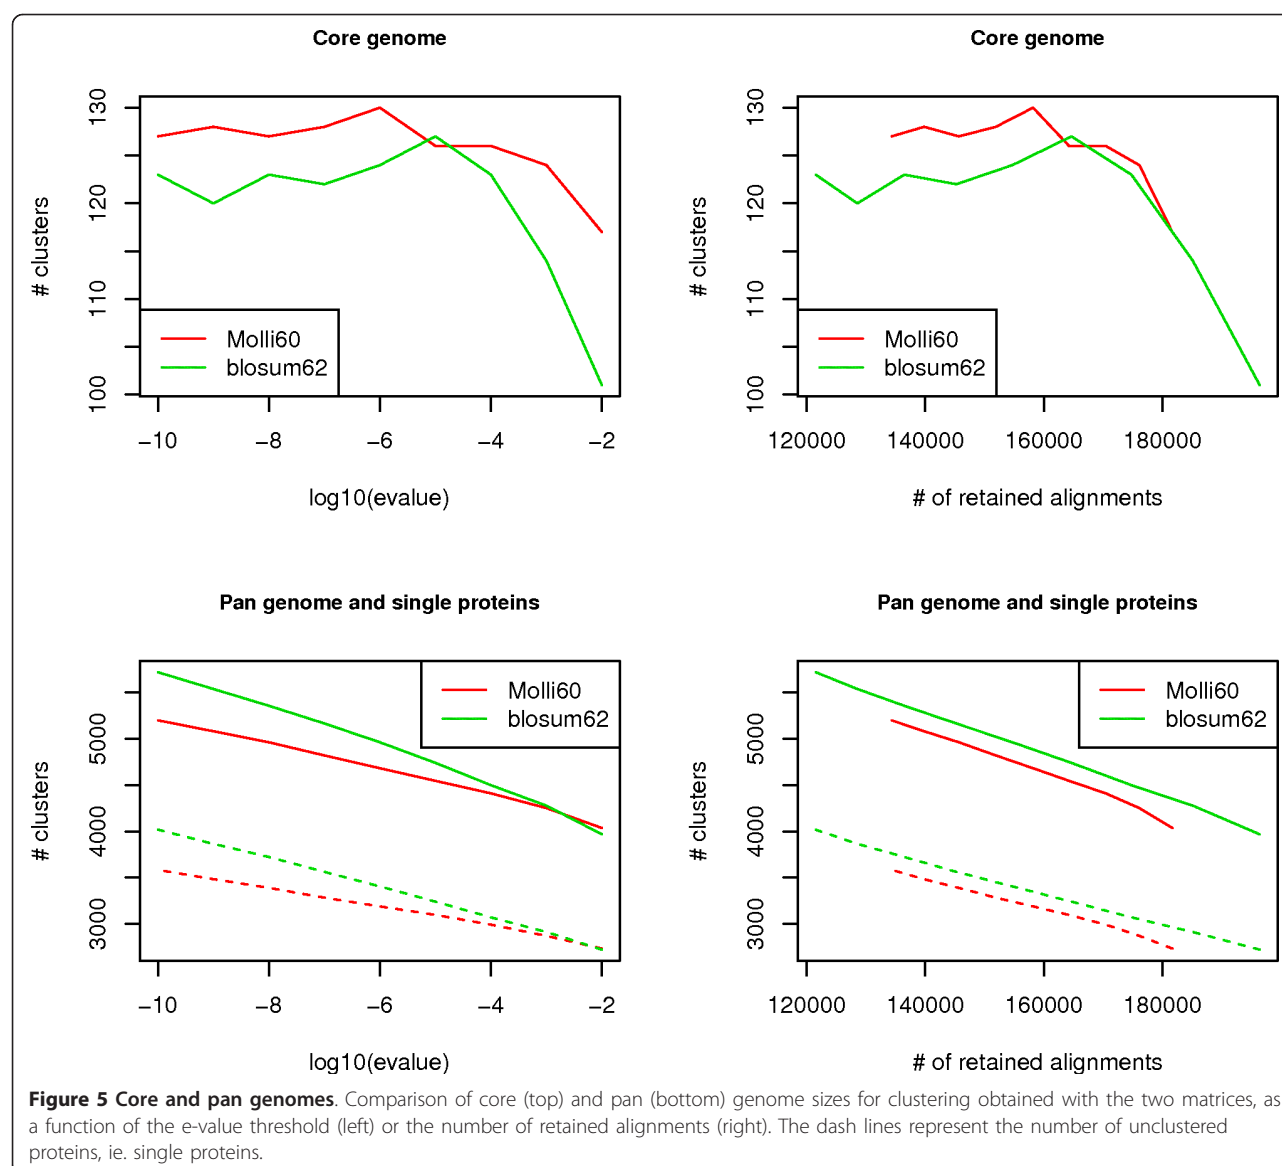 Core genome
# clusters
130
120
110
100
Molli60
blosum62
−10 −8 −6 −4 −2
log10(evalue)
Core genome
# clusters
130
120
110
100
Molli60
blosum62
120000 140000 160000 180000
# of retained alignments
Pan genome and single proteins
# clusters
5000
4000
3000
Molli60
blosum62
−10 −8 −6 −4 −2
log10(evalue)
Pan genome and single proteins
# clusters
5000
4000
3000
Molli60
blosum62
120000 140000 160000 180000
# of retained alignments
Figure 5 Core and pan genomes. Comparison of core (top) and pan (bottom) genome sizes for clustering obtained with the two matrices, as
a function of the e-value threshold (left) or the number of retained alignments (right). The dash lines represent the number of unclustered
proteins, ie. single proteins.